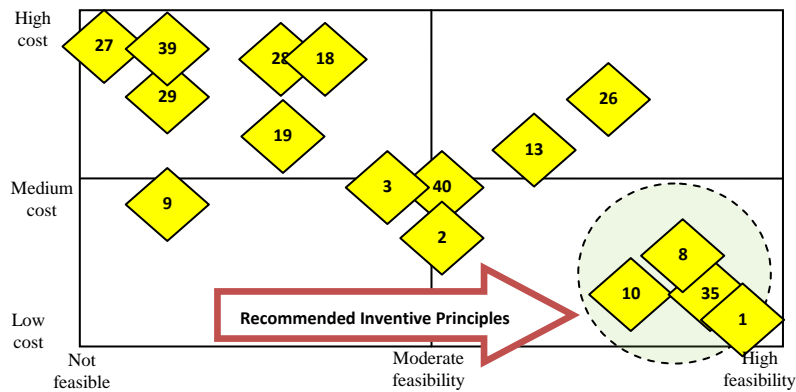 High
cost
27
39
28
18
29
26
19
13
Medium
cost
9
3
40
2
8
10
35
1
Recommended Inventive Principles
Low
cost
Not
feasible
Moderate
feasibility
High
feasibility